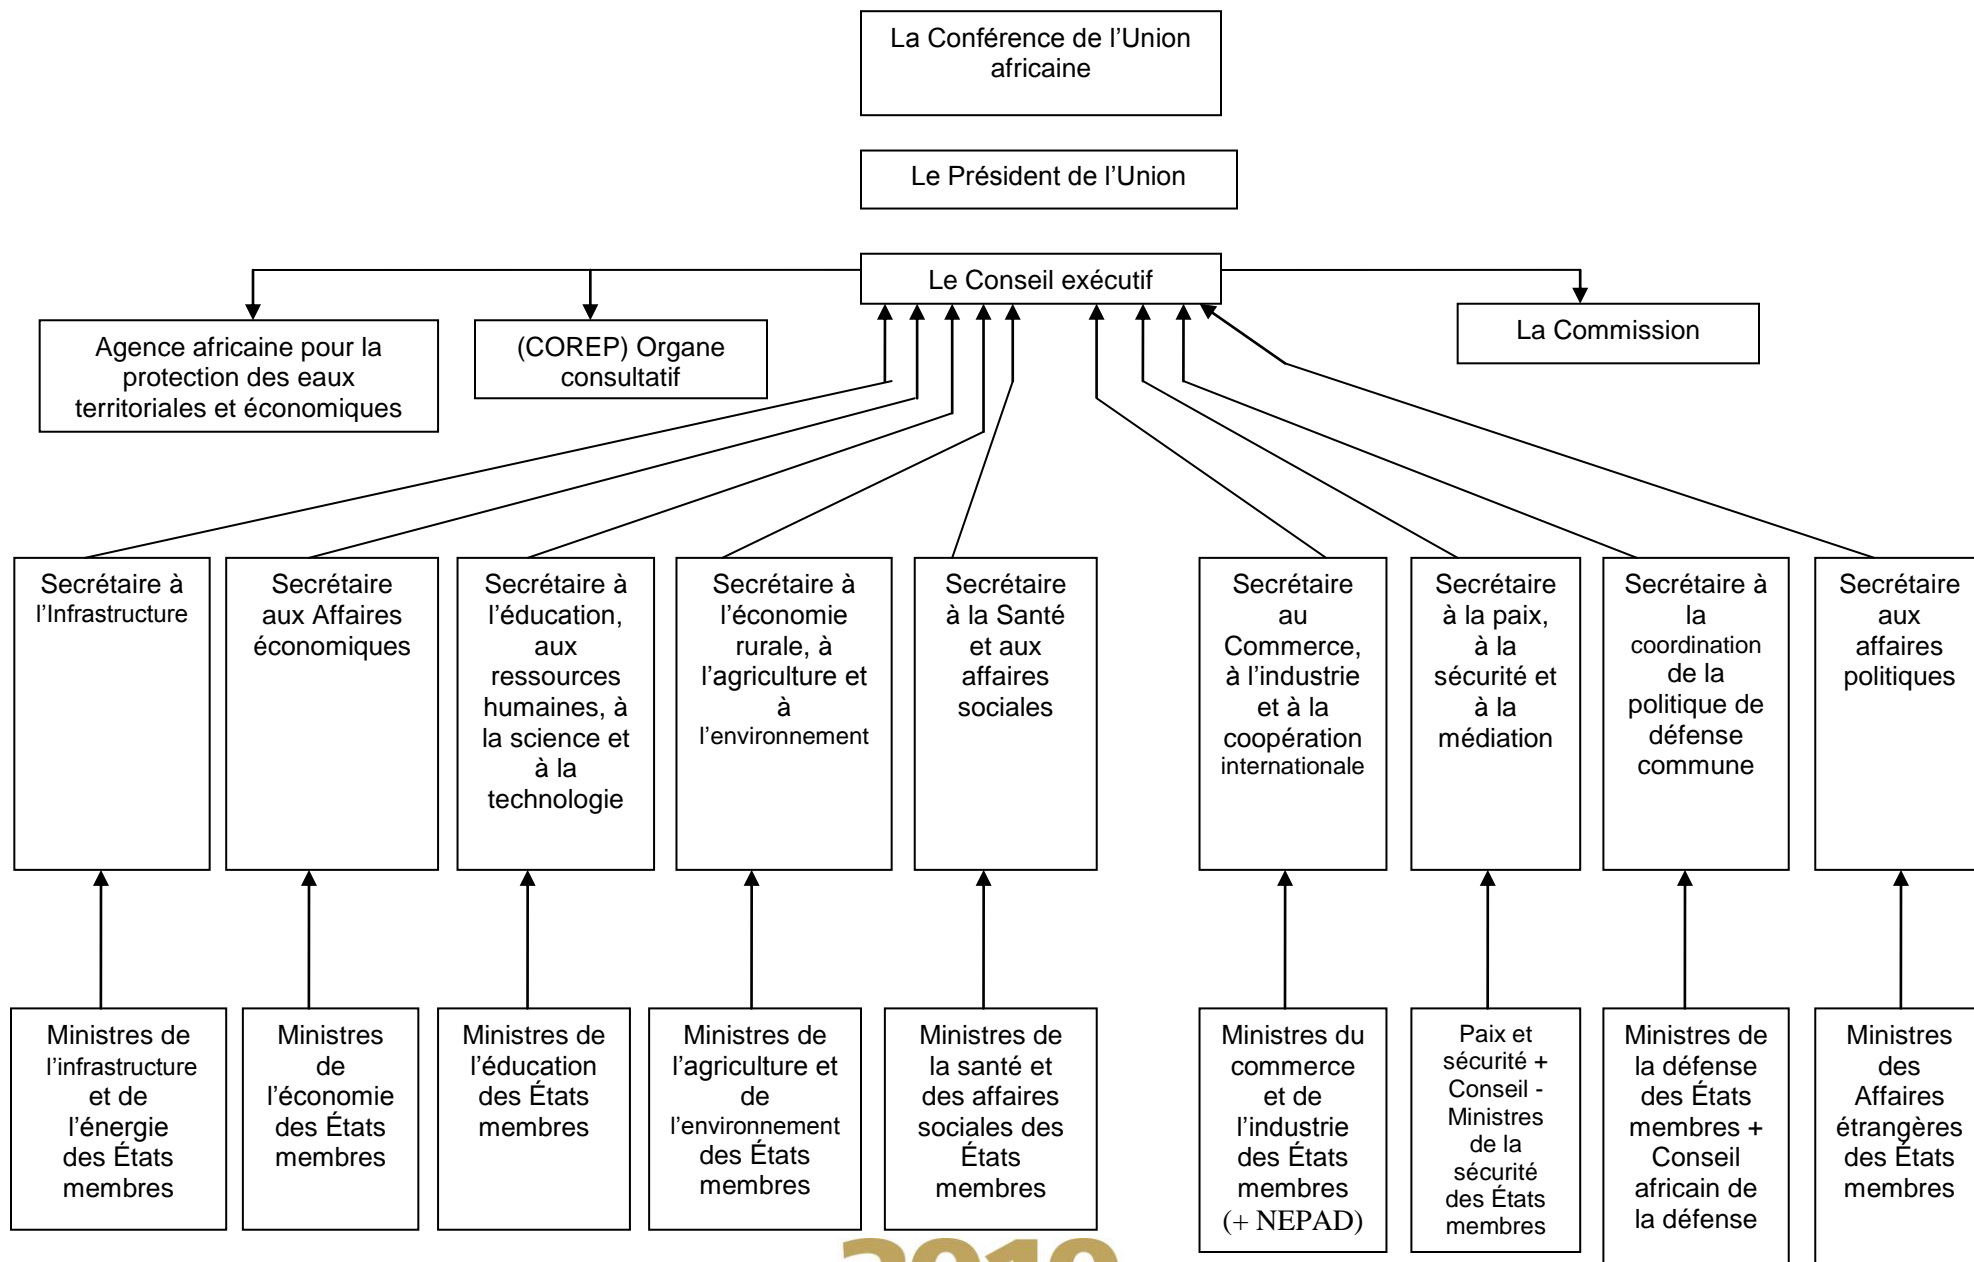 La Conférence de l’Union
africaine
Le Président de l’Union
Le Conseil exécutif
Agence africaine pour la
protection des eaux
territoriales et économiques
(COREP) Organe
consultatif
La Commission
Secrétaire à
l’Infrastructure
Secrétaire
aux Affaires
économiques
Secrétaire à
l’éducation,
aux
ressources
humaines, à
la science et
à la
technologie
Secrétaire à
l’économie
rurale, à
l’agriculture et
à
l’environnement
Secrétaire
à la Santé
et aux
affaires
sociales
Secrétaire
au
Commerce,
à l’industrie
et à la
coopération
internationale
Secrétaire
à la paix,
à la
sécurité et
à la
médiation
Secrétaire à
la
coordination
de la
politique de
défense
commune
Secrétaire
aux
affaires
politiques
Ministres de
l’infrastructure
et de
l’énergie
des États
membres
Ministres
de
l’économie
des États
membres
Ministres de
l’éducation
des États
membres
Ministres de
l’agriculture et
de
l’environnement
des États
membres
Ministres de
la santé et
des affaires
sociales des
États
membres
Ministres du
commerce
et de
l’industrie
des États
membres
(+ NEPAD)
Paix et
sécurité +
Conseil -
Ministres
de la
sécurité
des États
membres
Ministres de
la défense
des États
membres +
Conseil
africain de
la défense
Ministres
des
Affaires
étrangères
des États
membres